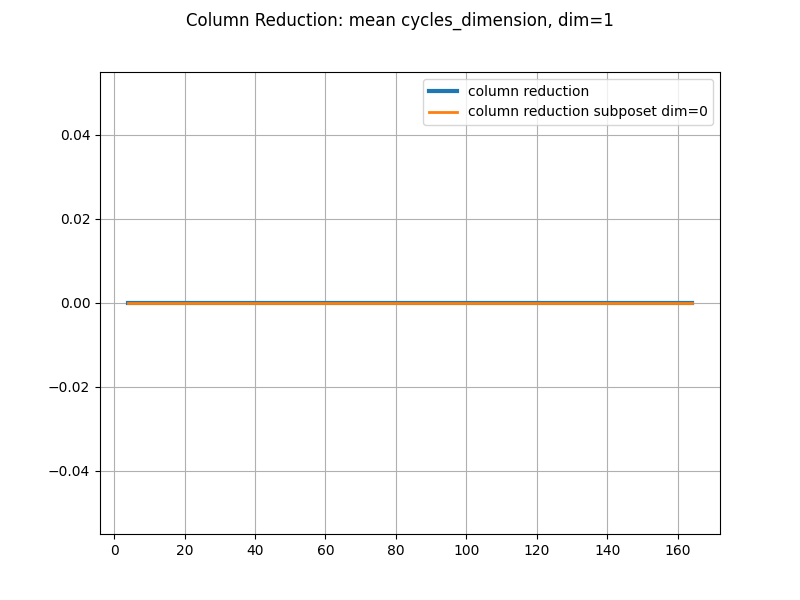 Column Reduction: mean cycles_dimension, dim=1
column reduction
column reduction subposet dim=0
0.04
0.02
0.00
−0.02
−0.04
0 20 40 60 80 100 120 140 160